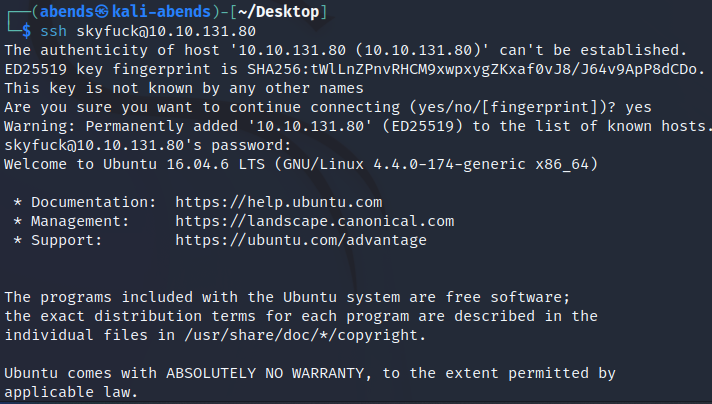 ┌──(abends㉿kali-abends)-[~/Desktop]
└─$ ssh skyfuck@10.10.131.80
The authenticity of host '10.10.131.80 (10.10.131.80)' can't be established.
ED25519 key fingerprint is SHA256:tWlLnZPnvRHCM9xwpxygZKxaf0vJ8/J64v9ApP8dCDo.
This key is not known by any other names
Are you sure you want to continue connecting (yes/no/[fingerprint])? yes
Warning: Permanently added '10.10.131.80' (ED25519) to the list of known hosts.
skyfuck@10.10.131.80's password:
Welcome to Ubuntu 16.04.6 LTS (GNU/Linux 4.4.0-174-generic x86_64)
* Documentation:  https://help.ubuntu.com
* Management:     https://landscape.canonical.com
* Support:        https://ubuntu.com/advantage
The programs included with the Ubuntu system are free software;
the exact distribution terms for each program are described in the
individual files in /usr/share/doc/*/copyright.
Ubuntu comes with ABSOLUTELY NO WARRANTY, to the extent permitted by
applicable law.